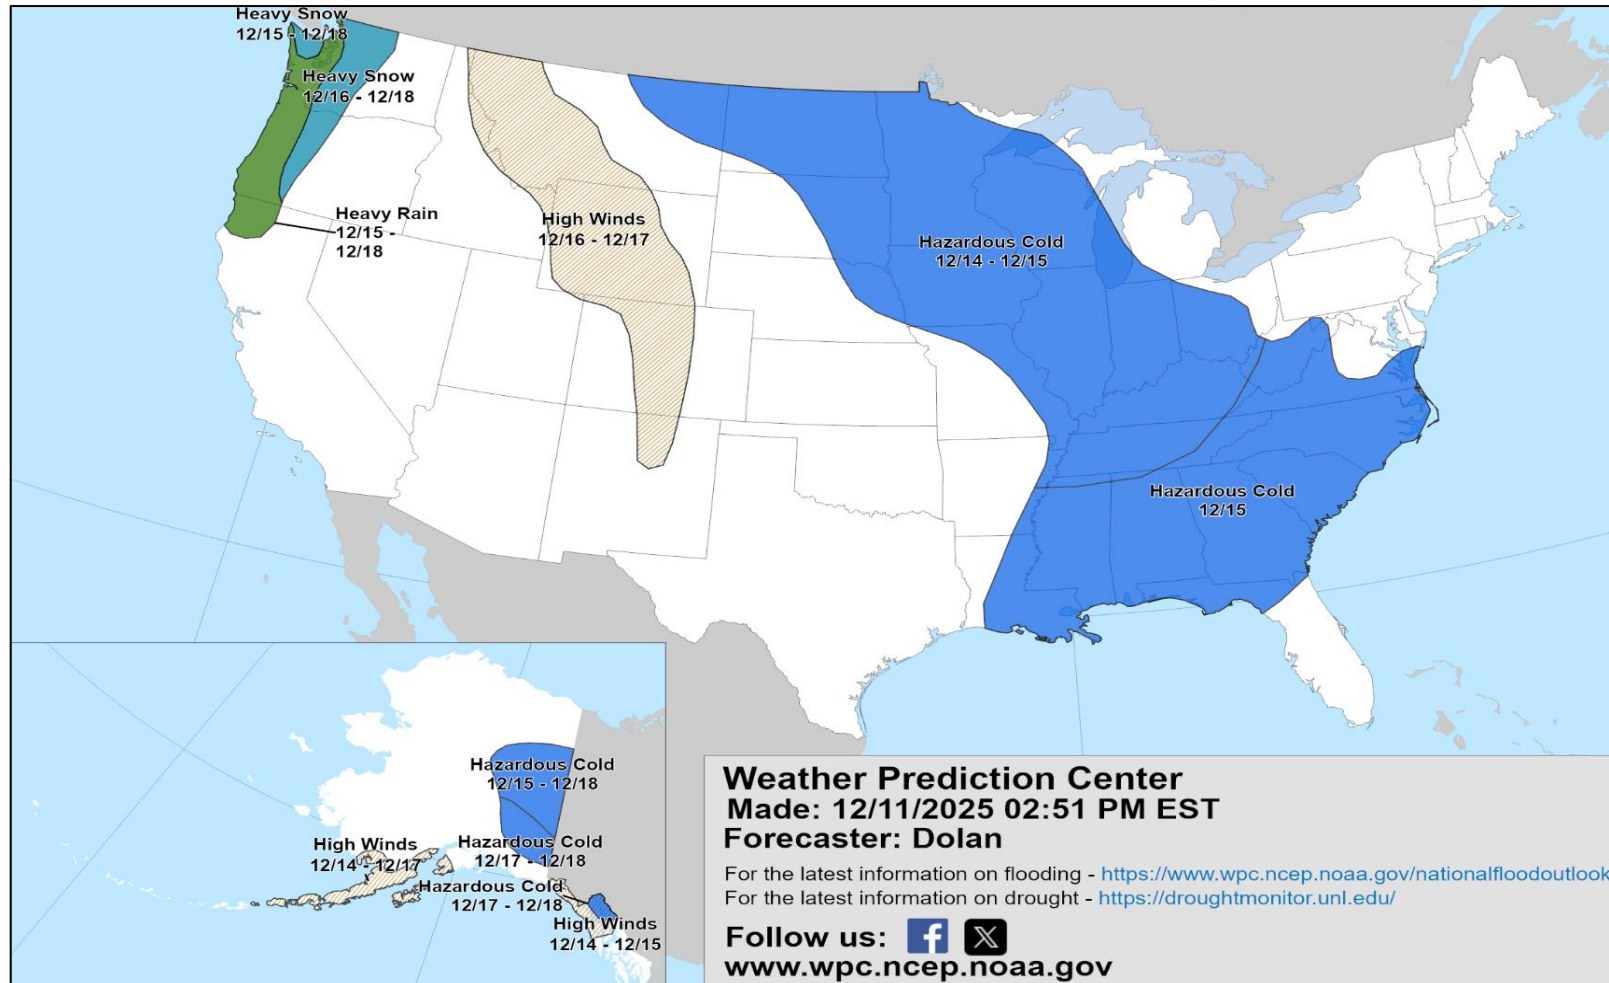 Heavy Snow
12/15 - 12/18
Heavy Snow
12/16 - 12/18
Heavy Rain
12/15 -
12/18
High Winds
12/16 - 12/17
Hazardous Cold
12/14 - 12/15
Hazardous Cold
12/15
Hazardous Cold
12/15 - 12/18
High Winds
12/14 - 12/17
Hazardous Cold
12/17 - 12/18
Hazardous Cold
12/17 - 12/18
High Winds
12/14 - 12/15
Weather Prediction Center
Made: 12/11/2025 02:51 PM EST
Forecaster: Dolan
For the latest information on flooding - https://www.wpc.ncep.noaa.gov/nationalfloodoutlook
For the latest information on drought - https://droughtmonitor.unl.edu/
Follow us:
www.wpc.ncep.noaa.gov